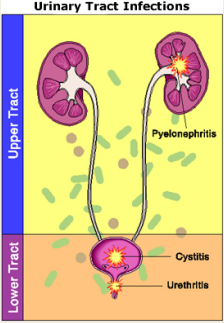 Urinary Tract Infections
Upper Tract
Pyelonephritis
Lower Tract
Cystitis
Urethritis